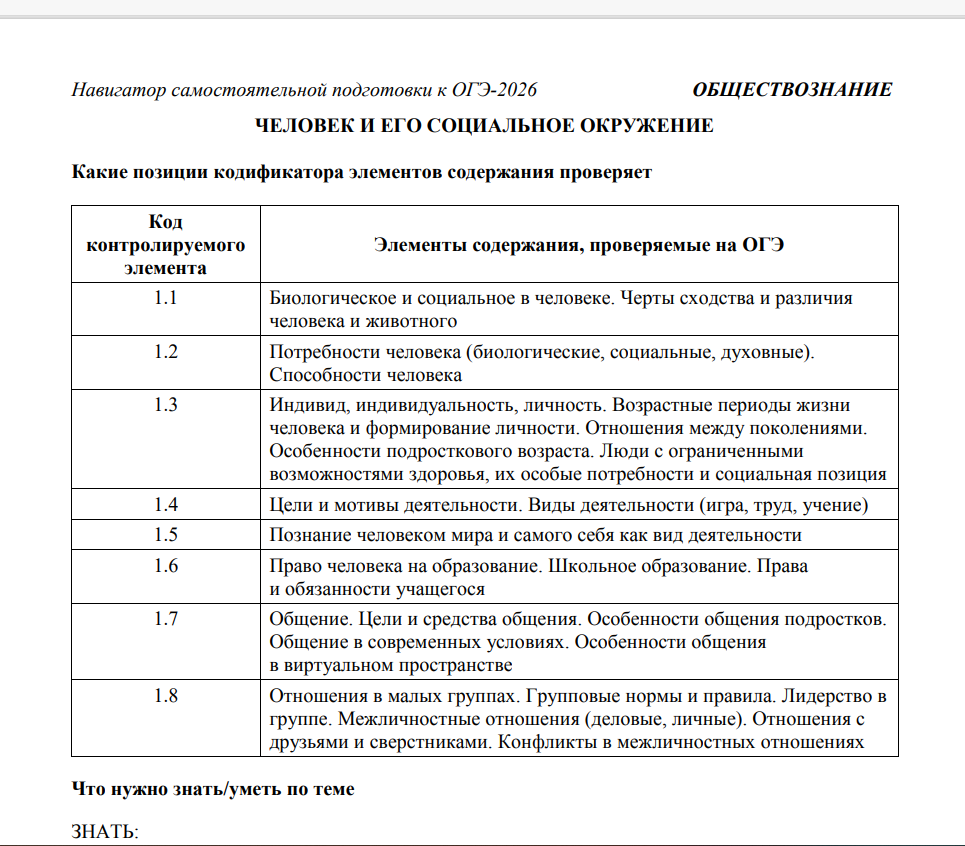 Навигатор самостоятельной подготовки к ОГЭ-2026 ОБЩЕСТВОЗНАНИЕ
ЧЕЛОВЕК И ЕГО СОЦИАЛЬНОЕ ОКРУЖЕНИЕ
Какие позиции кодификатора элементов содержания проверяет
Код
контролируемого
элемента
Элементы содержания, проверяемые на ОГЭ
1.1
Биологическое и социальное в человеке. Черты сходства и различия
человека и животного
1.2
Потребности человека (биологические, социальные, духовные).
Способности человека
1.3
Индивид, индивидуальность, личность. Возрастные периоды жизни
человека и формирование личности. Отношения между поколениями.
Особенности подросткового возраста. Люди с ограниченными
возможностями здоровья, их особые потребности и социальная позиция
1.4
Цели и мотивы деятельности. Виды деятельности (игра, труд, учение)
1.5
Познание человеком мира и самого себя как вид деятельности
1.6
Право человека на образование. Школьное образование. Права
и обязанности учащегося
1.7
Общение. Цели и средства общения. Особенности общения подростков.
Общение в современных условиях. Особенности общения
в виртуальном пространстве
1.8
Отношения в малых группах. Групповые нормы и правила. Лидерство в
группе. Межличностные отношения (деловые, личные). Отношения с
друзьями и сверстниками. Конфликты в межличностных отношениях
Что нужно знать/уметь по теме
ЗНАТЬ: